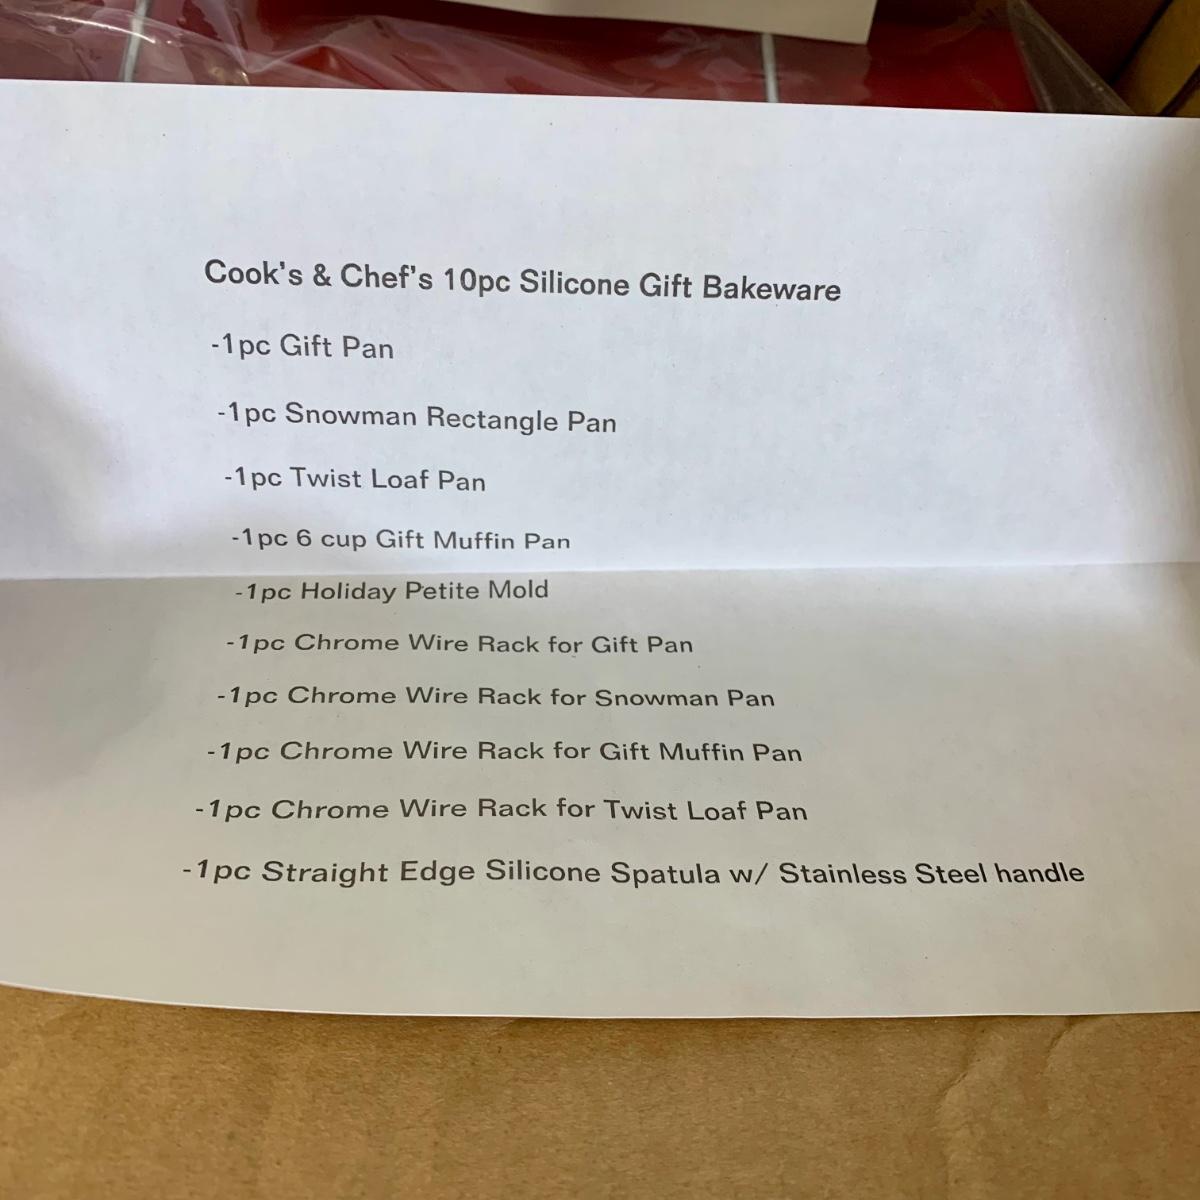 Cook's & Chef's 10pc Silicone Gift Bakeware
-1pc Gift Pan
-1pc Snowman Rectangle Pan
-1pc Twist Loaf Pan
-1pc 6 cup Gift Muffin Pan
-1pc Holiday Petite Mold
-1pc Chrome Wire Rack for Gift Pan
-1pc Chrome Wire Rack for Snowman Pan
-1pc Chrome Wire Rack for Gift Muffin Pan
-1pc Chrome Wire Rack for Twist Loaf Pan
-1pc Straight Edge Silicone Spatula w/ Stainless Steel handle